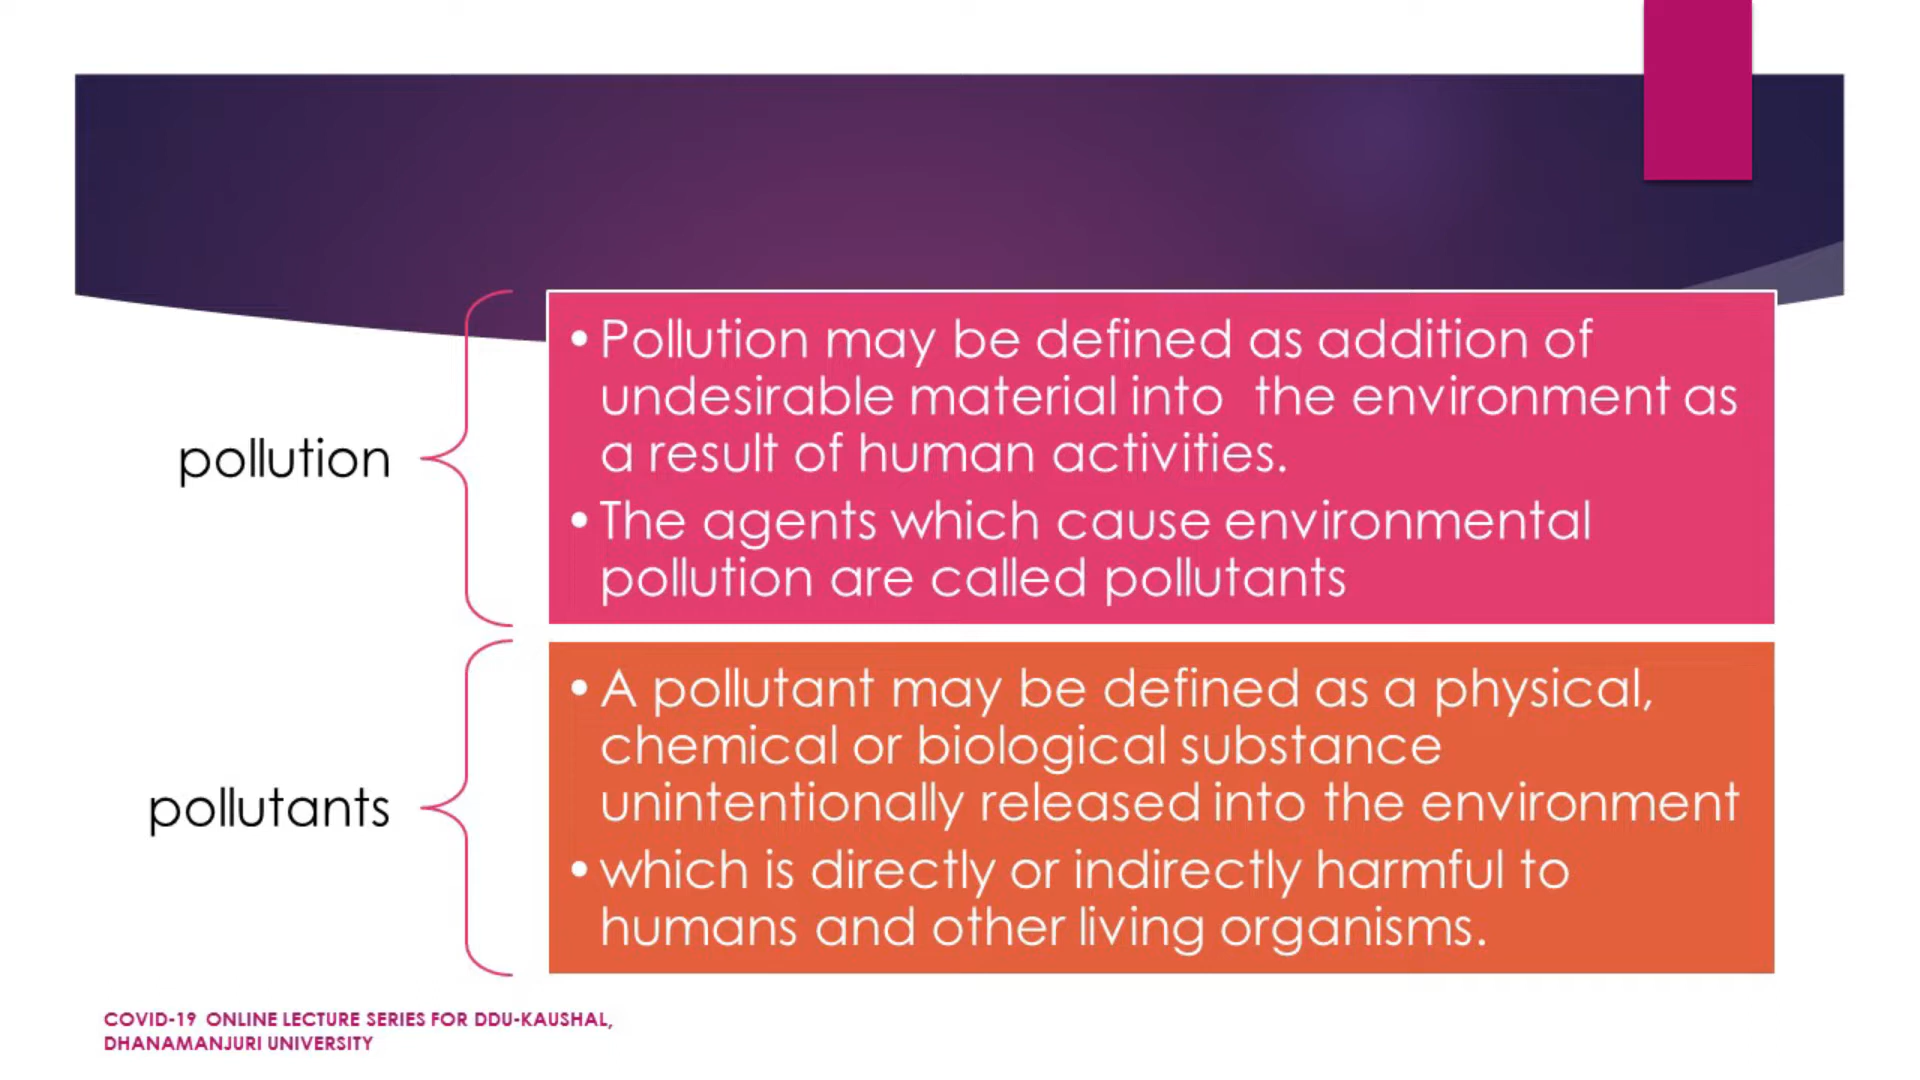 pollution
• Pollution may be defined as addition of
undesirable material into the environment as
a result of human activities.
• The agents which cause environmental
pollution are called pollutants
pollutants
• A pollutant may be defined as a physical,
chemical or biological substance
unintentionally released into the environment
• which is directly or indirectly harmful to
humans and other living organisms.
COVID-19 ONLINE LECTURE SERIES FOR DDU-KAUSHAL,
DHANAMANJURI UNIVERSITY